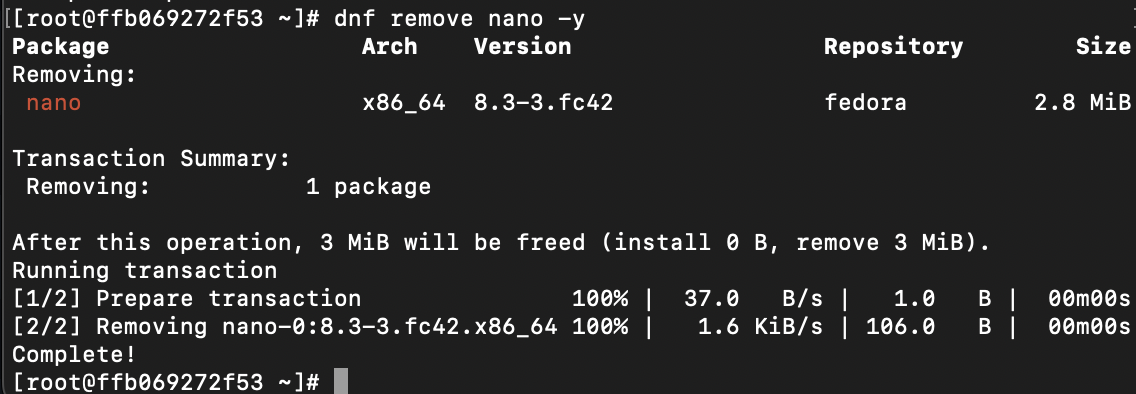 [[root@ffb069272f53 ~]# dnf remove nano -y
Package Arch Version Repository Size
Removing:
nano x86_64 8.3-3.fc42 fedora 2.8 MiB
Transaction Summary:
Removing: 1 package
After this operation, 3 MiB will be freed (install 0 B, remove 3 MiB).
Running transaction
[1/2] Prepare transaction 100% | 37.0 B/s | 1.0 B | 00m00s
[2/2] Removing nano-0:8.3-3.fc42.x86_64 100% | 1.6 KiB/s | 106.0 B | 00m00s
Complete!
[root@ffb069272f53 ~]#